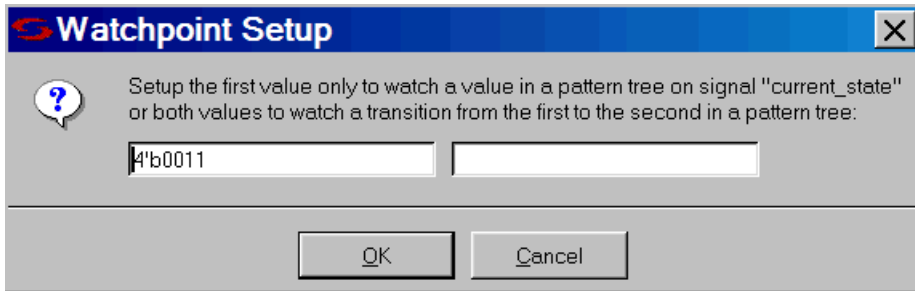 Watchpoint Setup
Setup the first value only to watch a value in a pattern tree on signal "current_state"
or both values to watch a transition from the first to the second in a pattern tree:
4'b0011
OK
Cancel